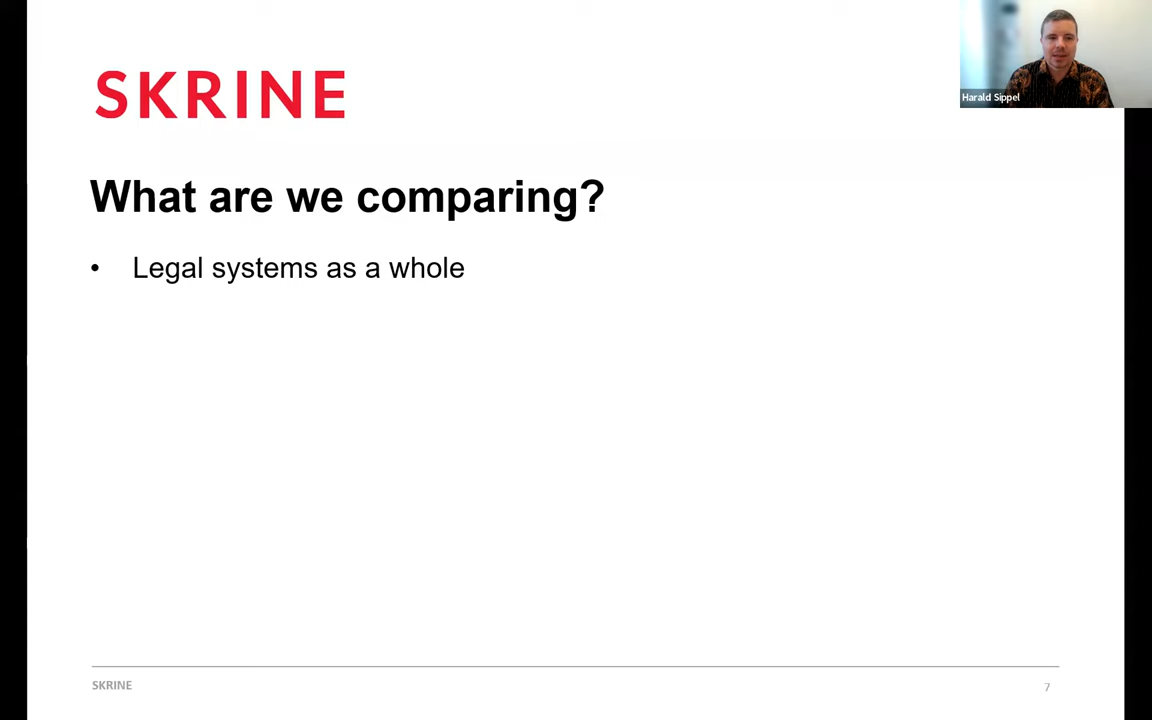 SKRINE
Harald Sippel
What are we comparing?
• Legal systems as a whole
SKRINE
7